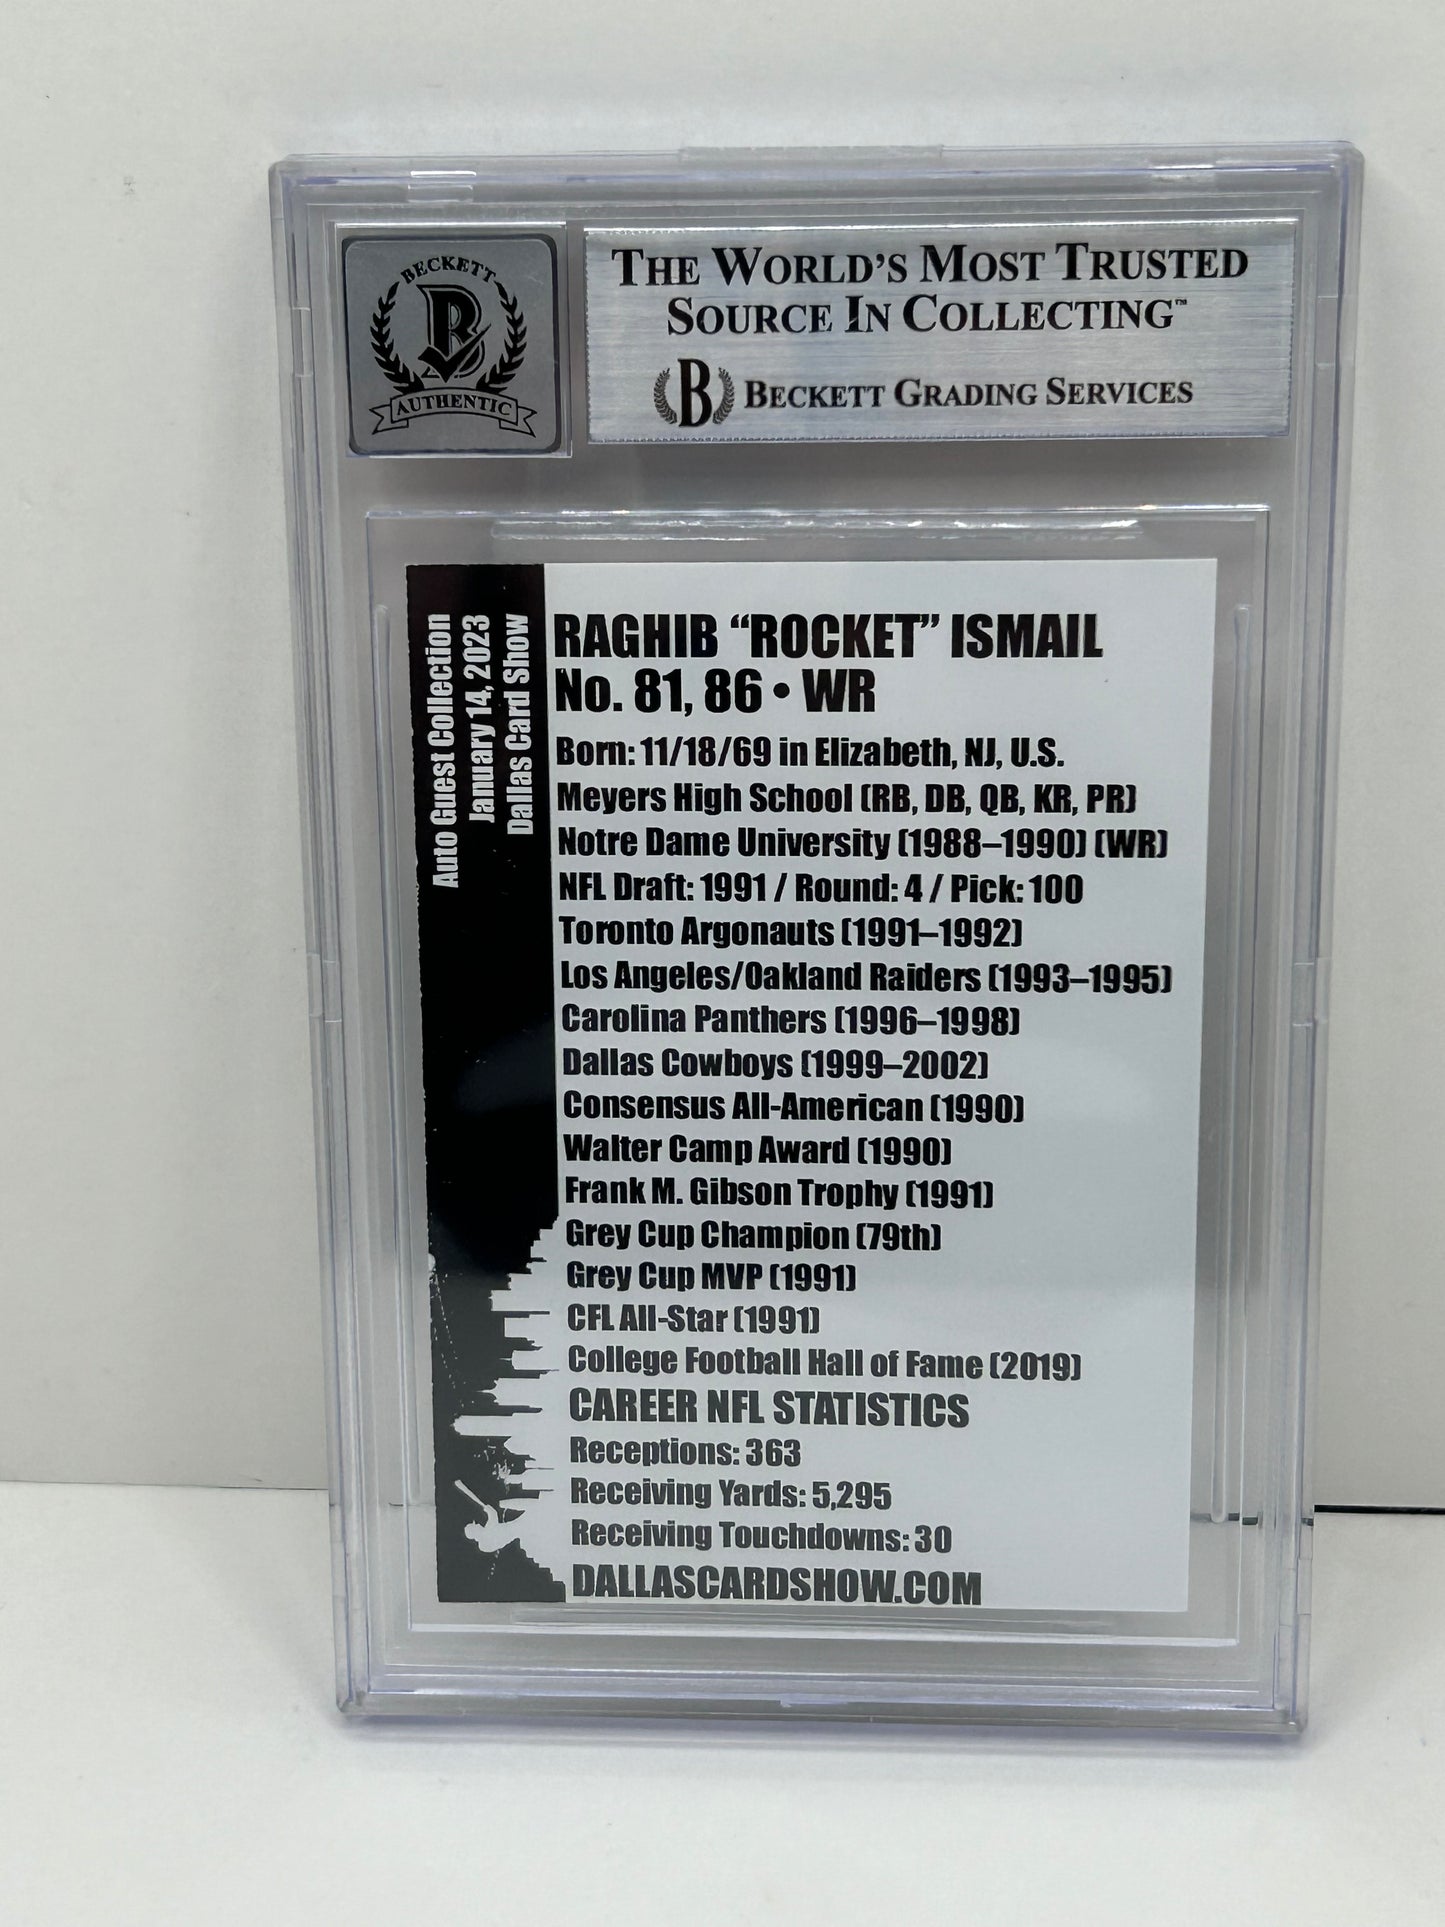 BECKETT
B
AUTHENTIC
THE WORLD'S MOST TRUSTED
SOURCE IN COLLECTING™
B BECKETT GRADING SERVICES
Auto Guest Collection
January 14, 2023
Dallas Card Show
RAGHIB “ROCKET” ISMAIL
No. 81, 86 • WR
Born: 11/18/69 in Elizabeth, NJ, U.S.
Meyers High School (RB, DB, QB, KR, PR)
Notre Dame University (1988–1990) (WR)
NFL Draft: 1991 / Round: 4 / Pick: 100
Toronto Argonauts (1991–1992)
Los Angeles/Oakland Raiders (1993–1995)
Carolina Panthers (1996–1998)
Dallas Cowboys (1999–2002)
Consensus All-American (1990)
Walter Camp Award (1990)
Frank M. Gibson Trophy (1991)
Grey Cup Champion (79th)
Grey Cup MVP (1991)
CFL All-Star (1991)
College Football Hall of Fame (2019)
CAREER NFL STATISTICS
Receptions: 363
Receiving Yards: 5,295
Receiving Touchdowns: 30
DALLASCARDSHOW.COM